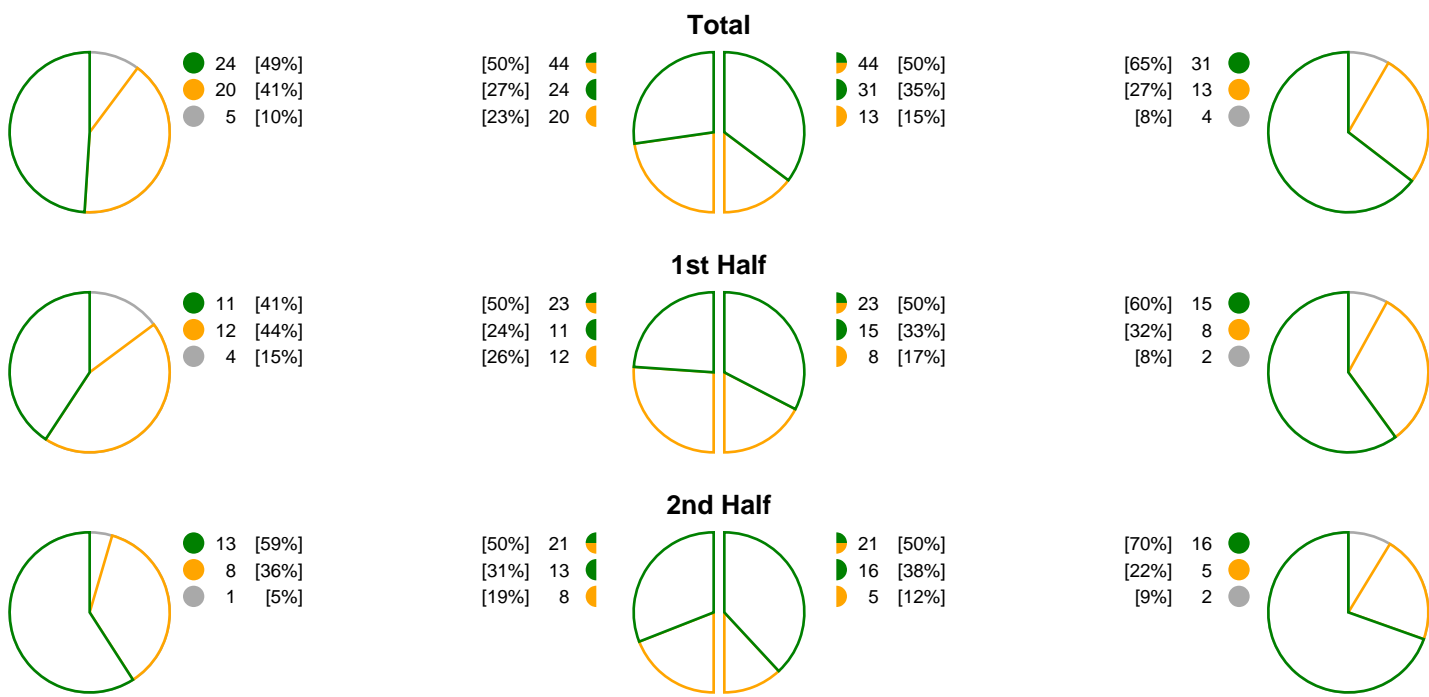 Total
24 [49%] [50%] 44 44 [50%] [65%] 31
20 [41%] [27%] 24 31 [35%] [27%] 13
5 [10%] [23%] 20 13 [15%] [8%] 4
1st Half
11 [41%] [50%] 23 23 [50%] [60%] 15
12 [44%] [24%] 11 15 [33%] [32%] 8
4 [15%] [26%] 12 8 [17%] [8%] 2
2nd Half
13 [59%] [50%] 21 21 [50%] [70%] 16
8 [36%] [31%] 13 16 [38%] [22%] 5
1 [5%] [19%] 8 5 [12%] [9%] 2